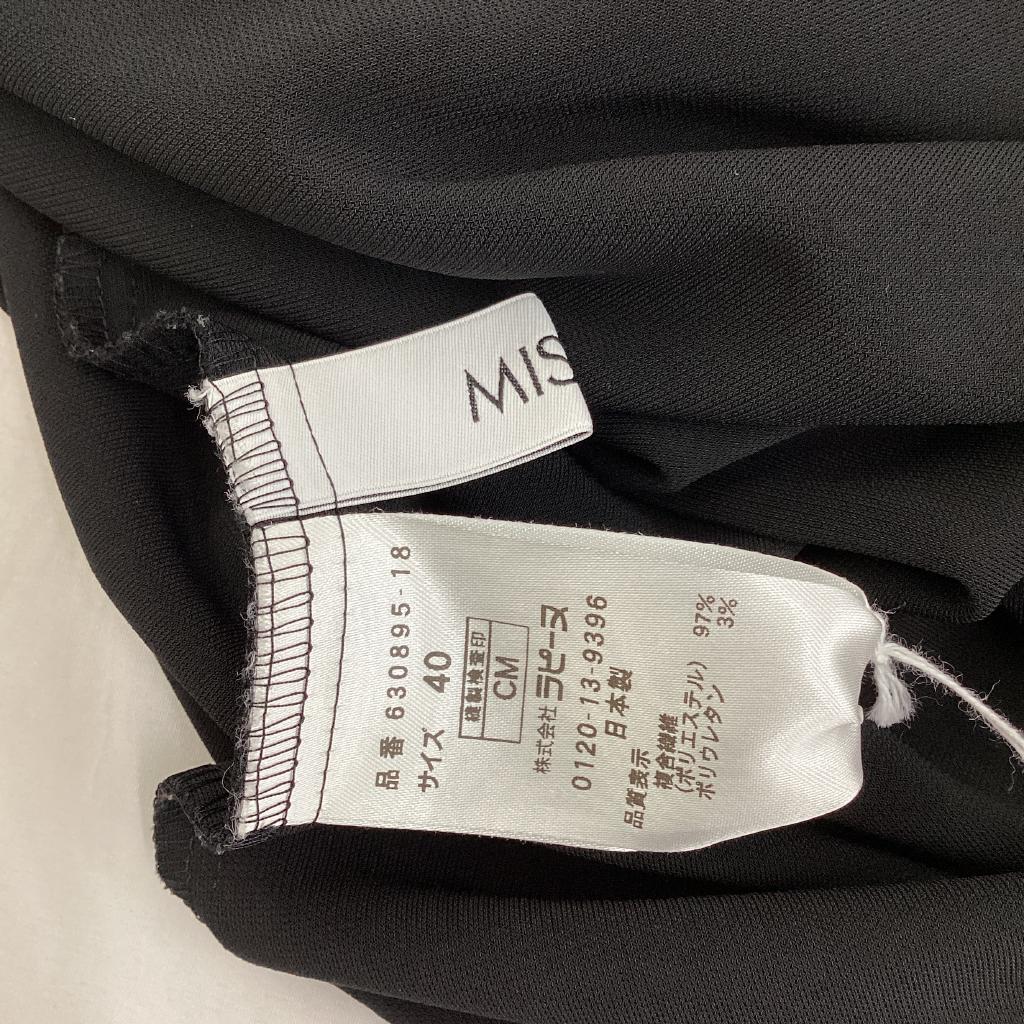 MIS
品番 630895-18
サイズ 40
縫製検査印
CM
株式会社 ラピーヌ
0120-13-9396
日本製
品質表示
複合繊維
(ポリエステル) 97%
ポリウレタン 3%